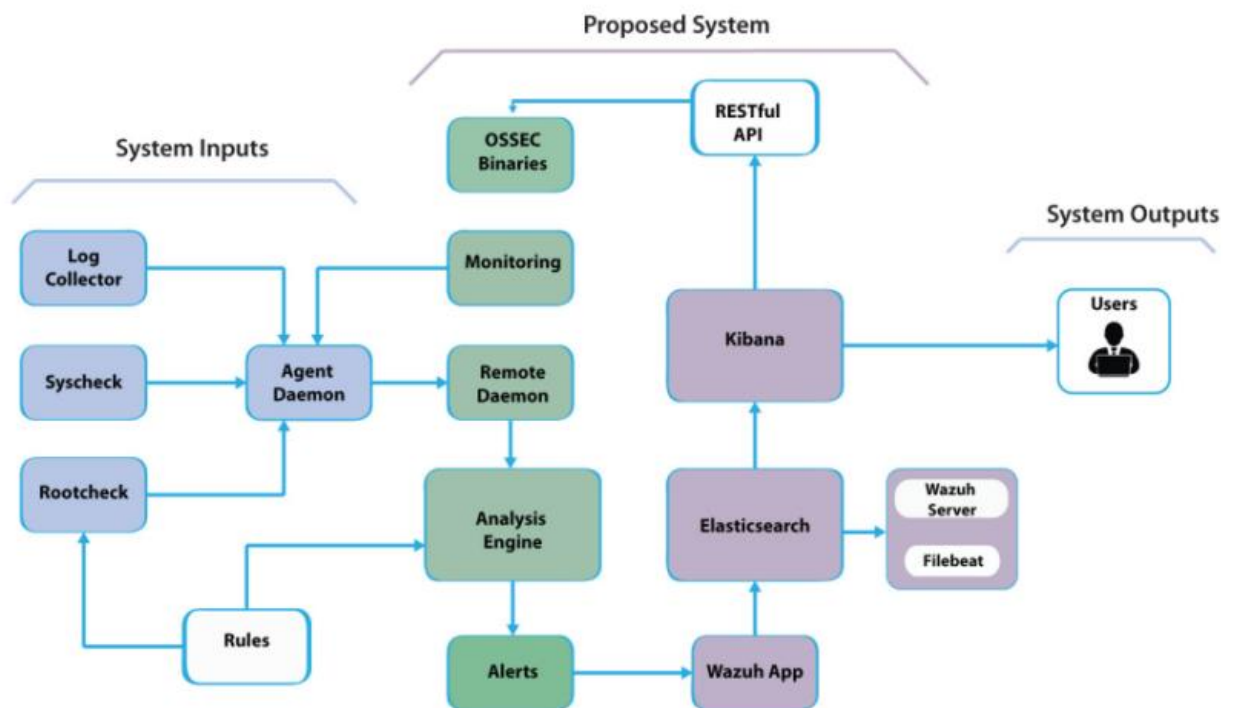 Proposed System
RESTful
API
OSSEC
Binaries
System Inputs
System Outputs
Log
Collector
Monitoring
Users
Kibana
Syscheck
Agent
Daemon
Remote
Daemon
Rootcheck
Analysis
Engine
Elasticsearch
Wazuh
Server
Filebeat
Rules
Alerts
Wazuh App